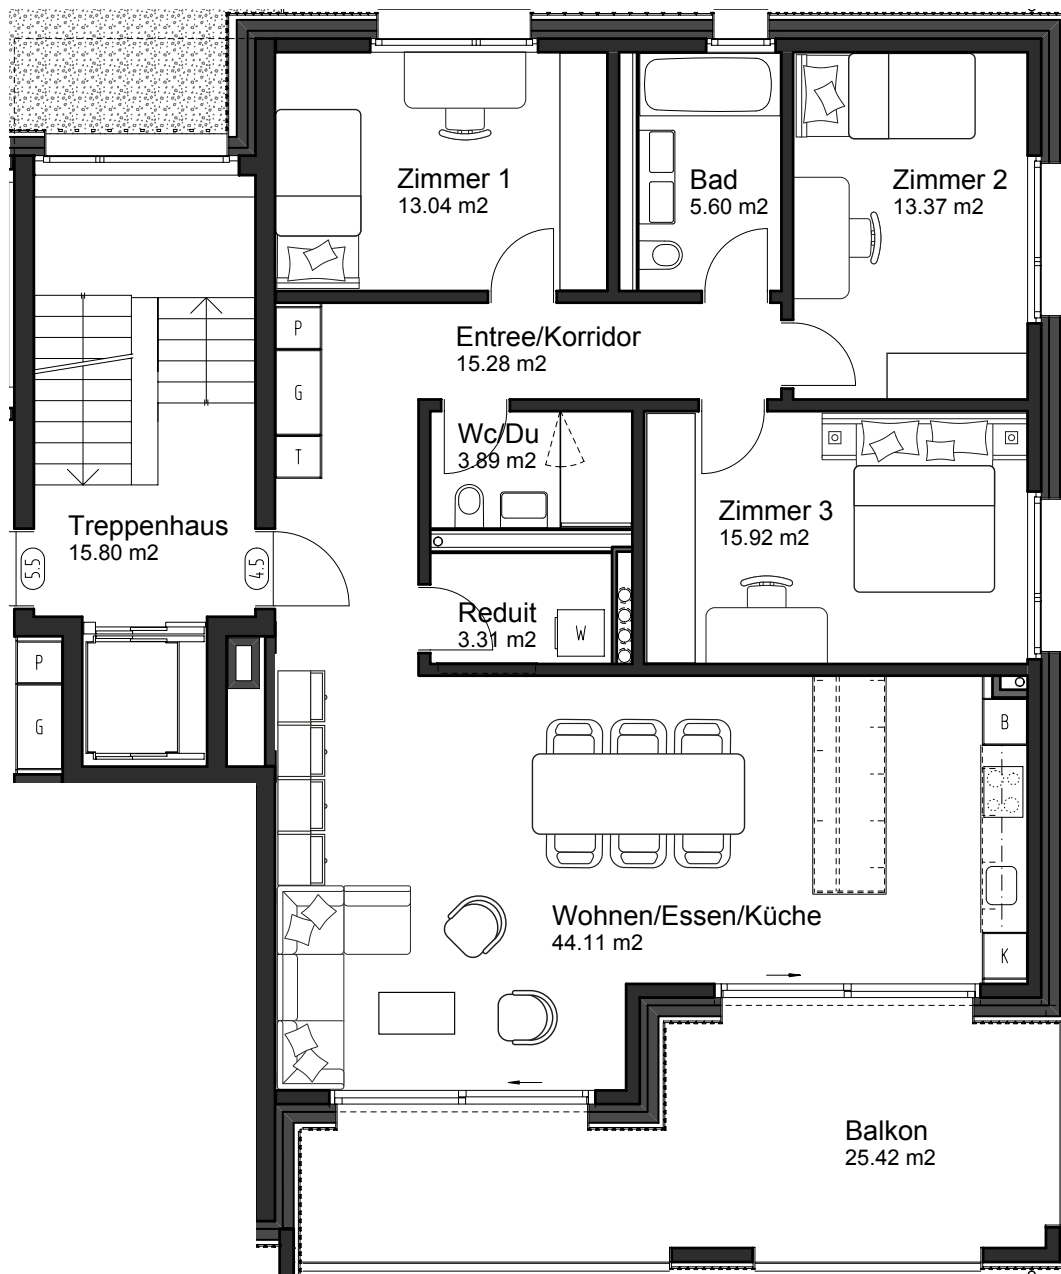 Zimmer 1
13.04 m2
Bad
5.60 m2
Zimmer 2
13.37 m2
P
G
T
Entree/Korridor
15.28 m2
Wc/Du
3.89 m2
Zimmer 3
15.92 m2
Treppenhaus
15.80 m2
5.5
4.5
Reduit
3.31 m2
W
P
G
B
Wohnen/Essen/Küche
44.11 m2
K
Balkon
25.42 m2